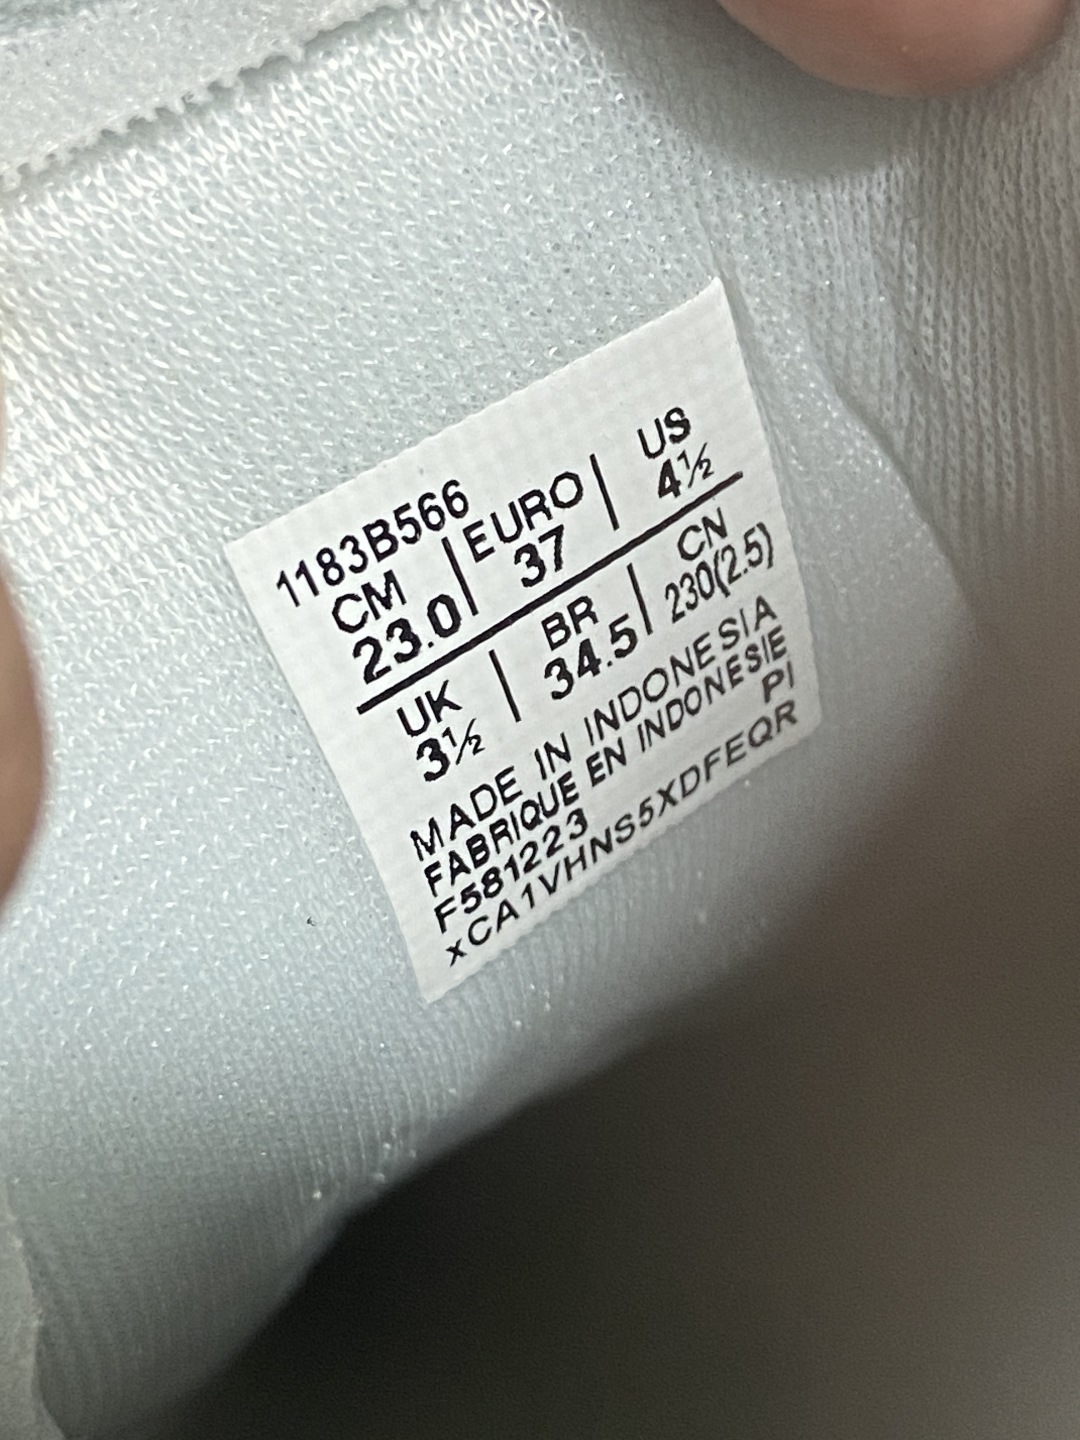 1183B566
CM | EURO | US
23.0 | 37 | 4½
UK | BR | CN
3½ | 34.5 | 230(2.5)
MADE IN INDONESIA
FABRIQUE EN INDONESIE
F581223 PI
xCA1VHNS5XDFEQR